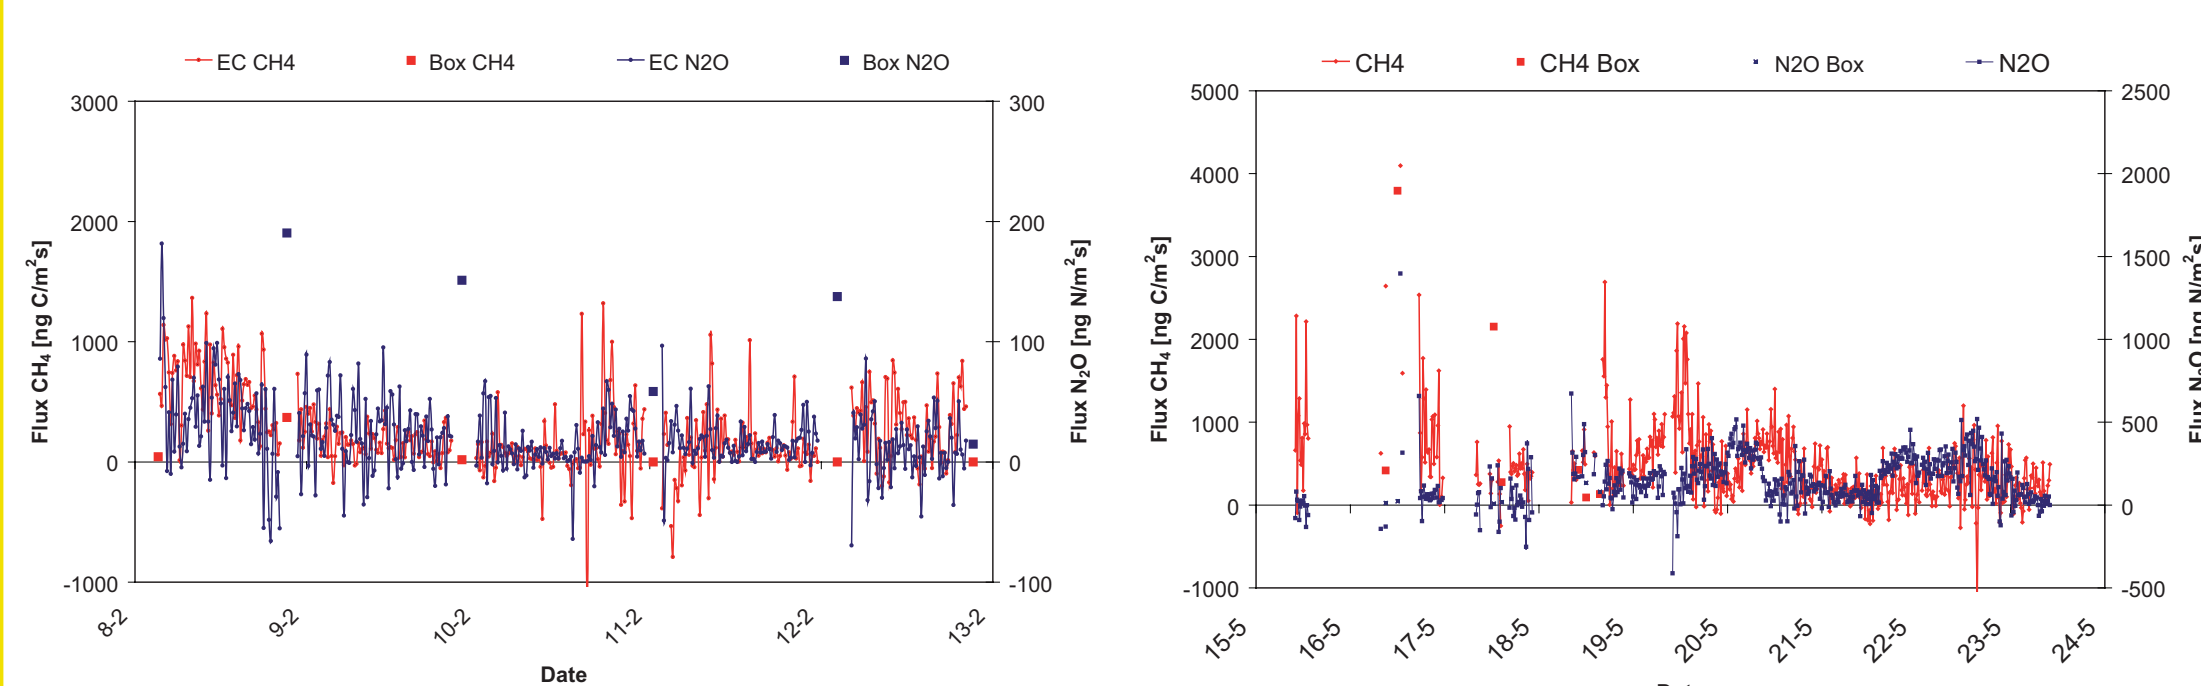 EC CH4 Box CH4 EC N2O Box N2O
3000 300
2000 200
1000 100
0 0
-1000 -100
Flux CH4 [ng C/m2s]
Flux N2O [ng N/m2s]
8-2 9-2 10-2 11-2 12-2 13-2
Date
CH4 CH4 Box N2O Box N2O
5000 2500
4000 2000
3000 1500
2000 1000
1000 500
0 0
-1000 -500
Flux CH4 [ng C/m2s]
Flux N2O [ng N/m2s]
15-5 16-5 17-5 18-5 19-5 20-5 21-5 22-5 23-5 24-5